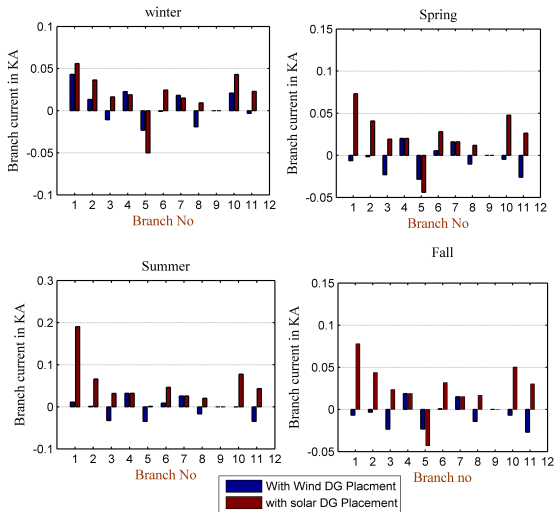 winter
Branch current in KA
0.1
0.05
0
-0.05
-0.1
1 2 3 4 5 6 7 8 9 10 11 12
Branch No
Spring
Branch current in KA
0.15
0.1
0.05
0
-0.05
1 2 3 4 5 6 7 8 9 10 11 12
Branch No
Summer
Branch current in KA
0.3
0.2
0.1
0
-0.1
1 2 3 4 5 6 7 8 9 10 11 12
Branch No
Fall
Branch current in KA
0.15
0.1
0.05
0
-0.05
1 2 3 4 5 6 7 8 9 10 11 12
Branch no
With Wind DG Placment
with solar DG Placement